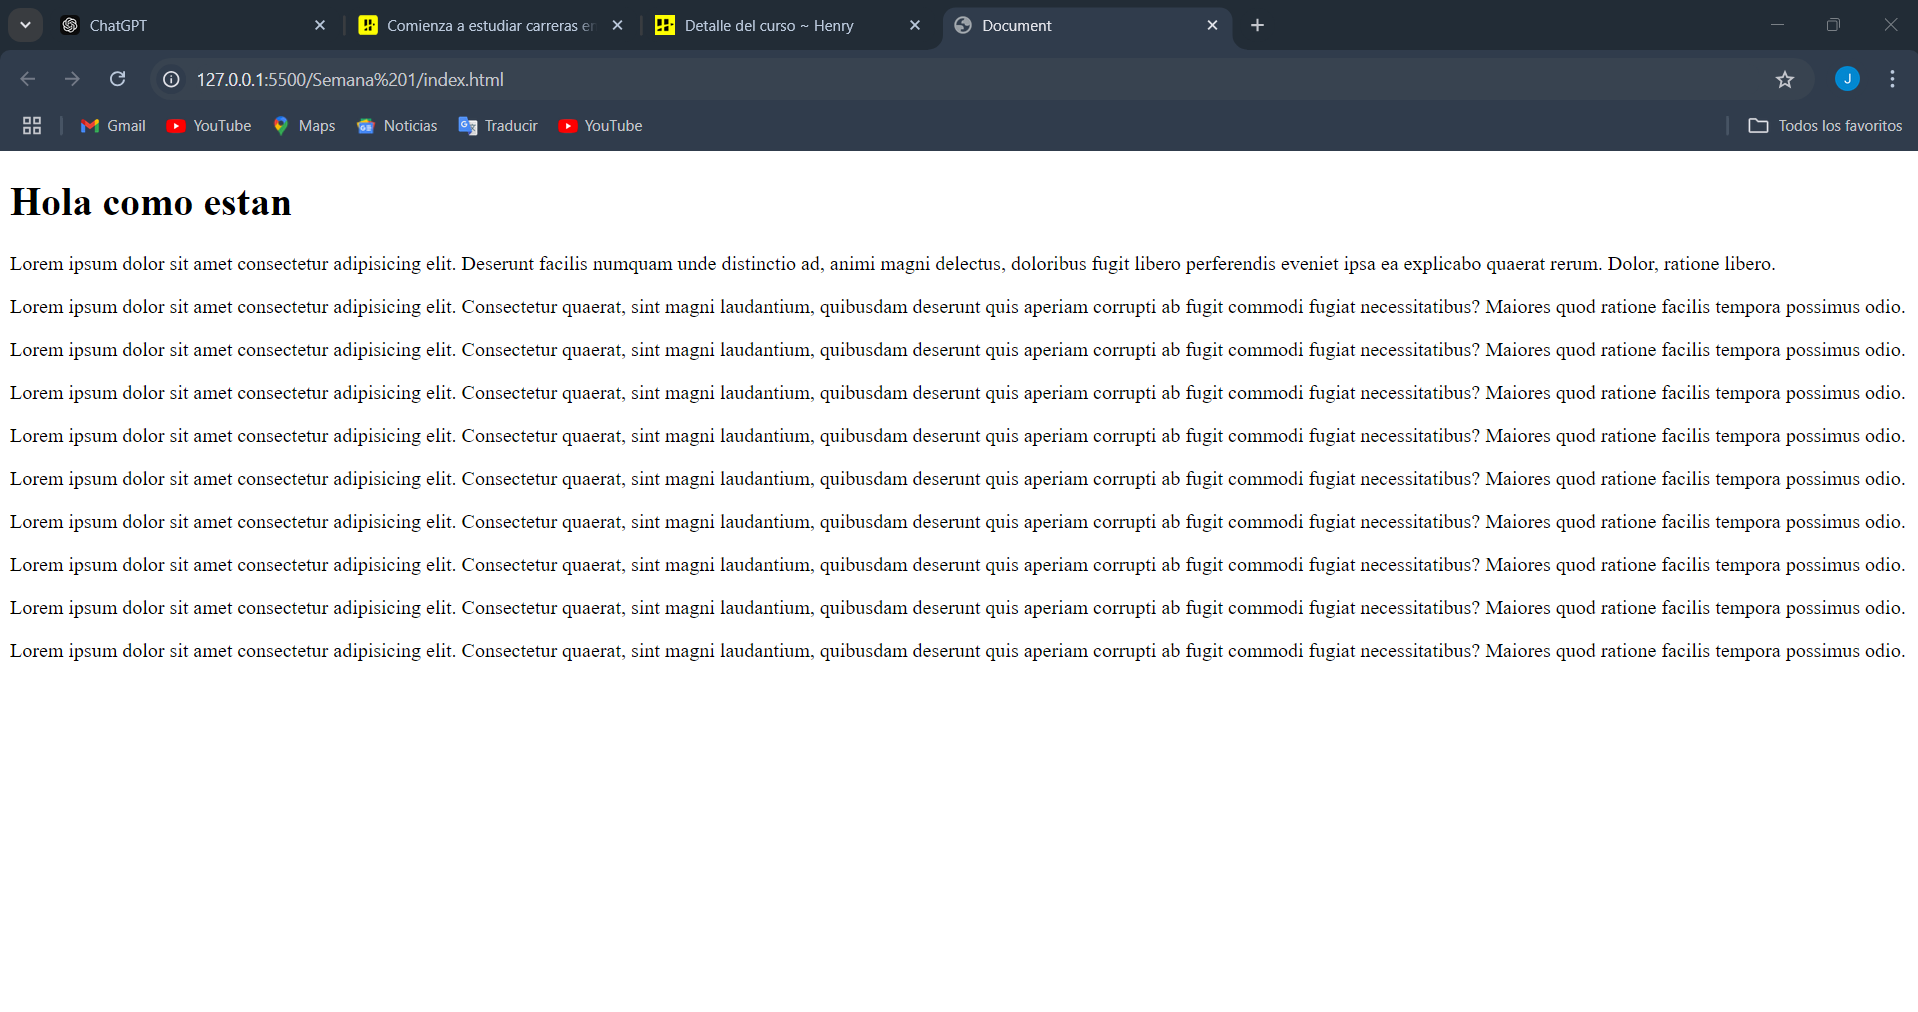 ChatGPT
Comienza a estudiar carreras en
Detalle del curso ~ Henry
Document
127.0.0.1:5500/Semana%201/index.html
J
Gmail
YouTube
Maps
Noticias
Traducir
YouTube
Todos los favoritos
Hola como estan
Lorem ipsum dolor sit amet consectetur adipisicing elit. Deserunt facilis numquam unde distinctio ad, animi magni delectus, doloribus fugit libero perferendis eveniet ipsa ea explicabo quaerat rerum. Dolor, ratione libero.
Lorem ipsum dolor sit amet consectetur adipisicing elit. Consectetur quaerat, sint magni laudantium, quibusdam deserunt quis aperiam corrupti ab fugit commodi fugiat necessitatibus? Maiores quod ratione facilis tempora possimus odio.
Lorem ipsum dolor sit amet consectetur adipisicing elit. Consectetur quaerat, sint magni laudantium, quibusdam deserunt quis aperiam corrupti ab fugit commodi fugiat necessitatibus? Maiores quod ratione facilis tempora possimus odio.
Lorem ipsum dolor sit amet consectetur adipisicing elit. Consectetur quaerat, sint magni laudantium, quibusdam deserunt quis aperiam corrupti ab fugit commodi fugiat necessitatibus? Maiores quod ratione facilis tempora possimus odio.
Lorem ipsum dolor sit amet consectetur adipisicing elit. Consectetur quaerat, sint magni laudantium, quibusdam deserunt quis aperiam corrupti ab fugit commodi fugiat necessitatibus? Maiores quod ratione facilis tempora possimus odio.
Lorem ipsum dolor sit amet consectetur adipisicing elit. Consectetur quaerat, sint magni laudantium, quibusdam deserunt quis aperiam corrupti ab fugit commodi fugiat necessitatibus? Maiores quod ratione facilis tempora possimus odio.
Lorem ipsum dolor sit amet consectetur adipisicing elit. Consectetur quaerat, sint magni laudantium, quibusdam deserunt quis aperiam corrupti ab fugit commodi fugiat necessitatibus? Maiores quod ratione facilis tempora possimus odio.
Lorem ipsum dolor sit amet consectetur adipisicing elit. Consectetur quaerat, sint magni laudantium, quibusdam deserunt quis aperiam corrupti ab fugit commodi fugiat necessitatibus? Maiores quod ratione facilis tempora possimus odio.
Lorem ipsum dolor sit amet consectetur adipisicing elit. Consectetur quaerat, sint magni laudantium, quibusdam deserunt quis aperiam corrupti ab fugit commodi fugiat necessitatibus? Maiores quod ratione facilis tempora possimus odio.
Lorem ipsum dolor sit amet consectetur adipisicing elit. Consectetur quaerat, sint magni laudantium, quibusdam deserunt quis aperiam corrupti ab fugit commodi fugiat necessitatibus? Maiores quod ratione facilis tempora possimus odio.